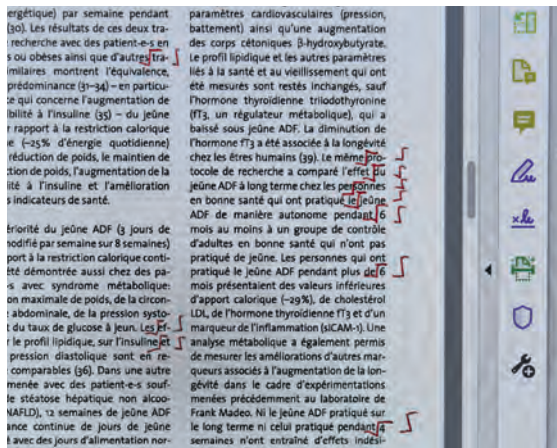 ergétique) par semaine pendant
(30). Les résultats de ces deux tra-
recherche avec des patient-e-s en
s ou obèses ainsi que d'autres tra-
imilaires montrent l'équivalence,
prédominance (31–34) – en particu-
ce qui concerne l'augmentation de
ibilité à l'insuline (35) – du jeûne
r rapport à la restriction calorique
e (–25% d'énergie quotidienne)
réduction de poids, le maintien de
tion de poids, l'augmentation de la
ité à l'insuline et l'amélioration
s indicateurs de santé.
ériorité du jeûne ADF (3 jours de
nodifié par semaine sur 8 semaines)
port à la restriction calorique conti-
été démontrée aussi chez des pa-
-s avec syndrome métabolique:
on maximale de poids, de la circon-
abdominale, de la pression systo-
t du taux de glucose à jeun. Les ef-
r le profil lipidique, sur l'insuline et
pression diastolique sont en re-
comparables (36). Dans une autre
menée avec des patient-e-s souf-
le stéatose hépatique non alcoo-
NAFLD), 12 semaines de jeûne ADF
ance continue de jours de jeûne
avec des jours d'alimentation nor-
paramètres cardiovasculaires (pression,
battement) ainsi qu'une augmentation
des corps cétoniques β-hydroxybutyrate.
Le profil lipidique et les autres paramètres
liés à la santé et au vieillissement qui ont
été mesurés sont restés inchangés, sauf
l'hormone thyroïdienne triiodothyronine
(fT3, un régulateur métabolique), qui a
baissé sous jeûne ADF. La diminution de
l'hormone fT3 a été associée à la longévité
chez les êtres humains (39). Le même pro-
tocole de recherche a comparé l'effet du
jeûne ADF à long terme chez les personnes
en bonne santé qui ont pratiqué le jeûne
ADF de manière autonome pendant 6
mois au moins à un groupe de contrôle
d'adultes en bonne santé qui n'ont pas
pratiqué de jeûne. Les personnes qui ont
pratiqué le jeûne ADF pendant plus de 6
mois présentaient des valeurs inférieures
d'apport calorique (–29%), de cholestérol
LDL, de l'hormone thyroïdienne fT3 et d'un
marqueur de l'inflammation (sICAM-1). Une
analyse métabolique a également permis
de mesurer les améliorations d'autres mar-
queurs associés à l'augmentation de la lon-
gévité dans le cadre d'expérimentations
menées précédemment au laboratoire de
Frank Madeo. Ni le jeûne ADF pratiqué sur
le long terme ni celui pratiqué pendant 4
semaines n'ont entraîné d'effets indési-